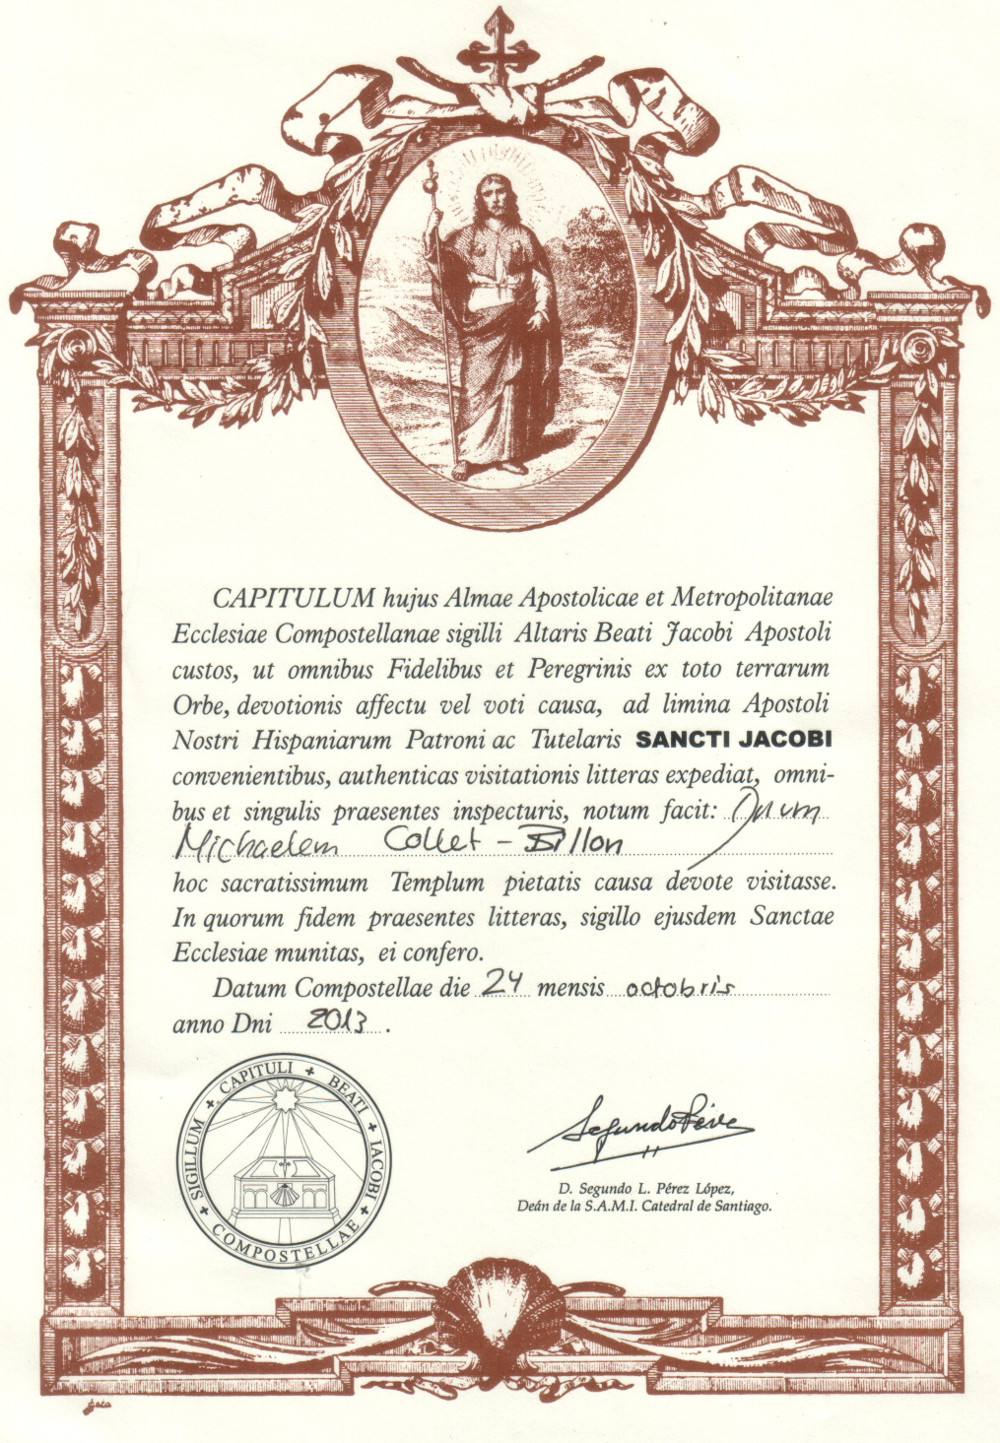 CAPITULUM hujus Almae Apostolicae et Metropolitanae
Ecclesiae Compostellanae sigilli Altaris Beati Jacobi Apostoli
custos, ut omnibus Fidelibus et Peregrinis ex toto terrarum
Orbe, devotionis affectu vel voti causa, ad limina Apostoli
Nostri Hispaniarum Patroni ac Tutelaris SANCTI JACOBI
convenientibus, authenticas visitationis litteras expediat, omni-
bus et singulis praesentes inspecturis, notum facit: Dnum
Michaelem Collet-Billon
hoc sacratissimum Templum pietatis causa devote visitasse.
In quorum fidem praesentes litteras, sigillo ejusdem Sanctae
Ecclesiae munitas, ei confero.
Datum Compostellae die 24 mensis octobris
anno Dni 2013.
SIGILLUM + CAPITULI + BEATI + IACOBI + COMPOSTELLAE +
Segundo Pérez
D. Segundo L. Pérez López,
Deán de la S.A.M.I. Catedral de Santiago.